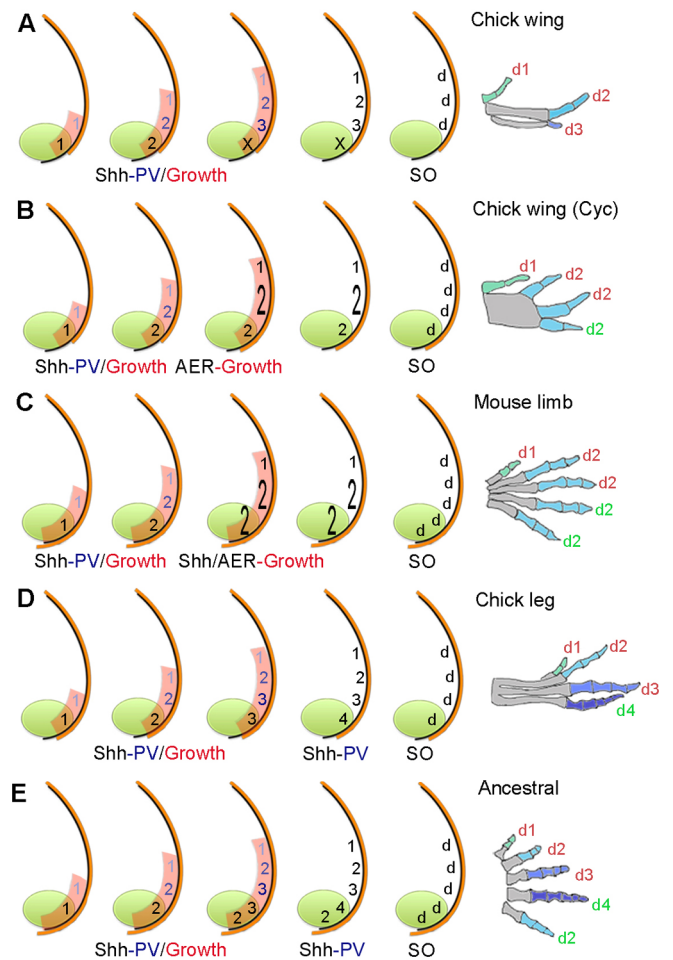 A Chick wing
1 1 d d1
1 2 2 d d2
1 2 3 3 d d3
1 2 X X
Shh-PV/Growth SO
B Chick wing (Cyc)
1 1 d d1 d2
1 2 2 d d2
1 2 d
1 2 2 d d2
Shh-PV/Growth AER-Growth SO
C Mouse limb
1 1 d d1 d2
1 2 2 d d2
1 2 d d2
1 2 2 2 d d d2
Shh-PV/Growth Shh/AER-Growth SO
D Chick leg
1 1 d d1 d2
1 2 2 d
1 2 3 3 d d3
1 2 3 4 d d4
Shh-PV/Growth Shh-PV SO
E Ancestral
1 1 d d1
1 2 2 d d2
1 2 3 3 d d3
1 2 2 3 2 4 d d d4
d2
Shh-PV/Growth Shh-PV SO